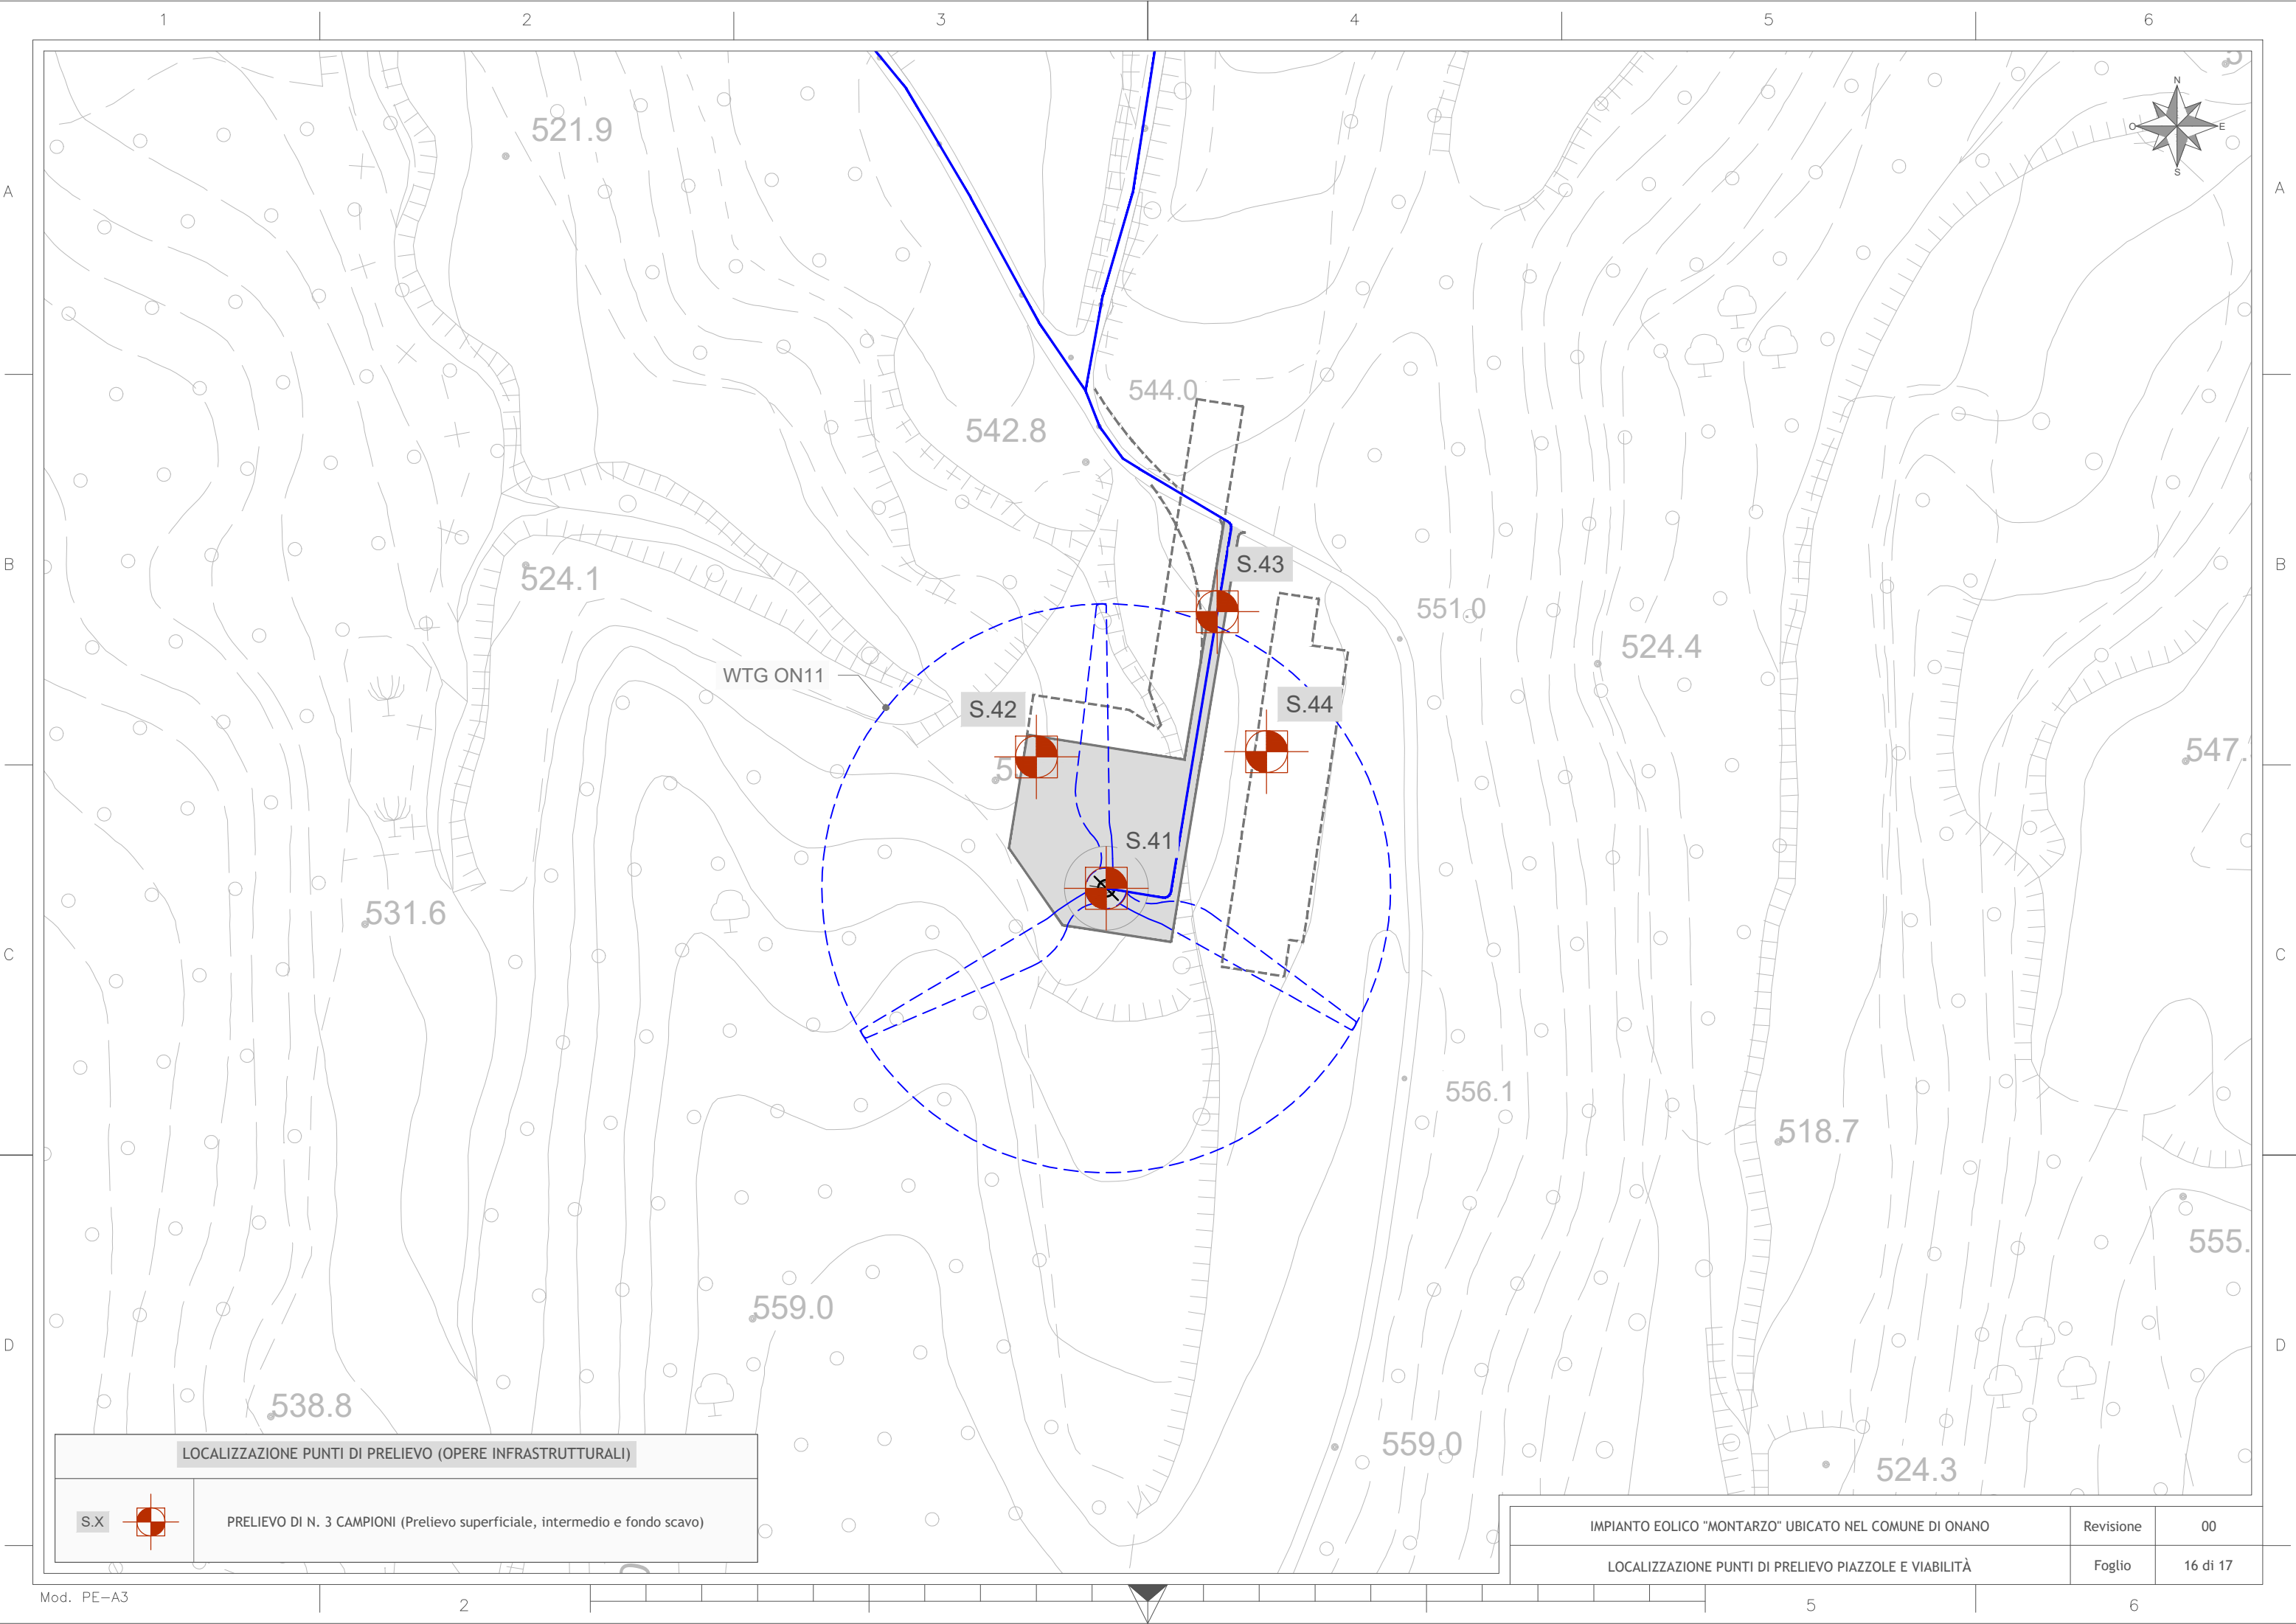 1 2 3 4 5 6
N
O E
S
521.9
A A
544.0
542.8
S.43
B B
524.1
551.0
524.4
WTG ON11
S.42
S.44
547.
S.41
531.6
C C
556.1
518.7
555.
559.0
D D
538.8
559.0
524.3
LOCALIZZAZIONE PUNTI DI PRELIEVO (OPERE INFRASTRUTTURALI)
S.X
PRELIEVO DI N. 3 CAMPIONI (Prelievo superficiale, intermedio e fondo scavo)
IMPIANTO EOLICO "MONTARZO" UBICATO NEL COMUNE DI ONANO
Revisione 00
LOCALIZZAZIONE PUNTI DI PRELIEVO PIAZZOLE E VIABILITÀ
Foglio 16 di 17
Mod. PE-A3
2 5 6